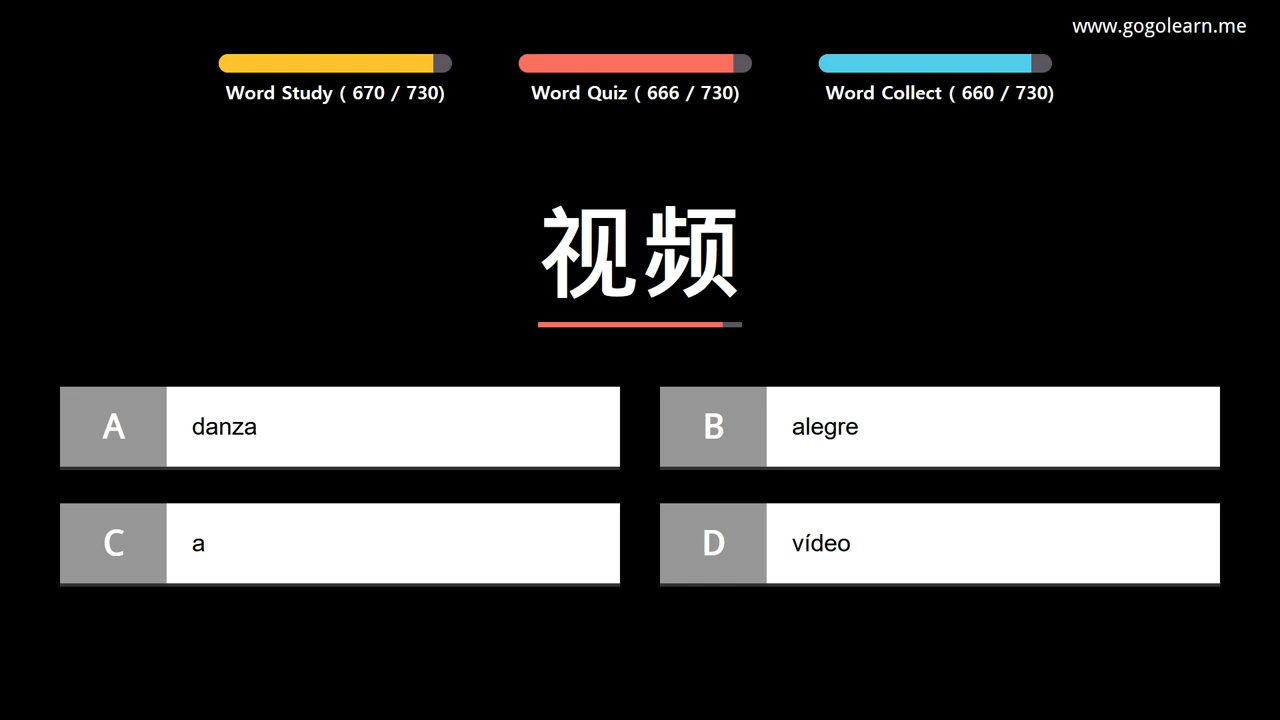 www.gogolearn.me
Word Study ( 670 / 730)
Word Quiz ( 666 / 730)
Word Collect ( 660 / 730)
视频
A danza
B alegre
C a
D vídeo